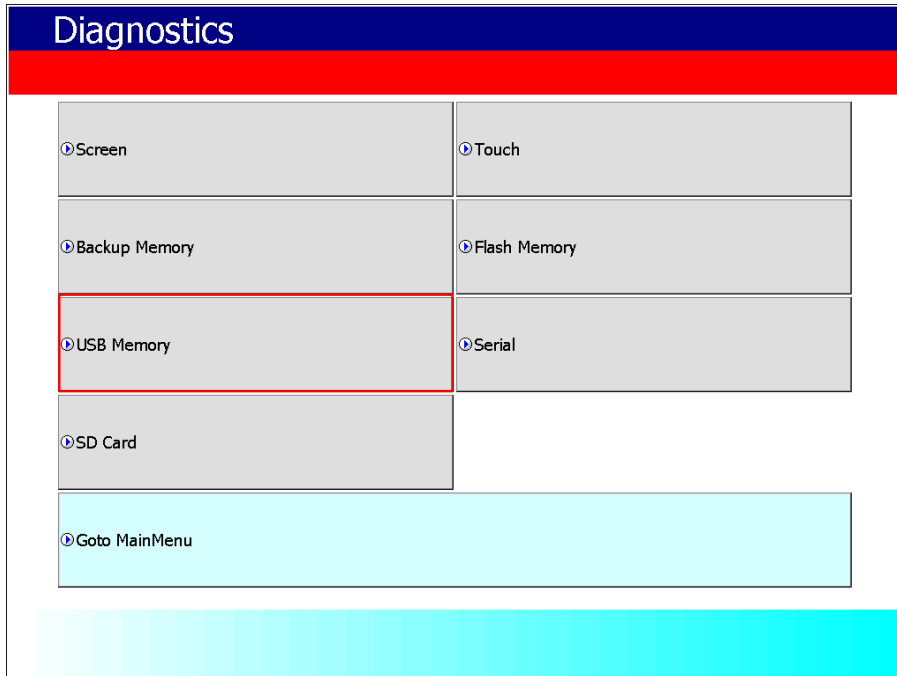 Diagnostics
Screen
Touch
Backup Memory
Flash Memory
USB Memory
Serial
SD Card
Goto MainMenu